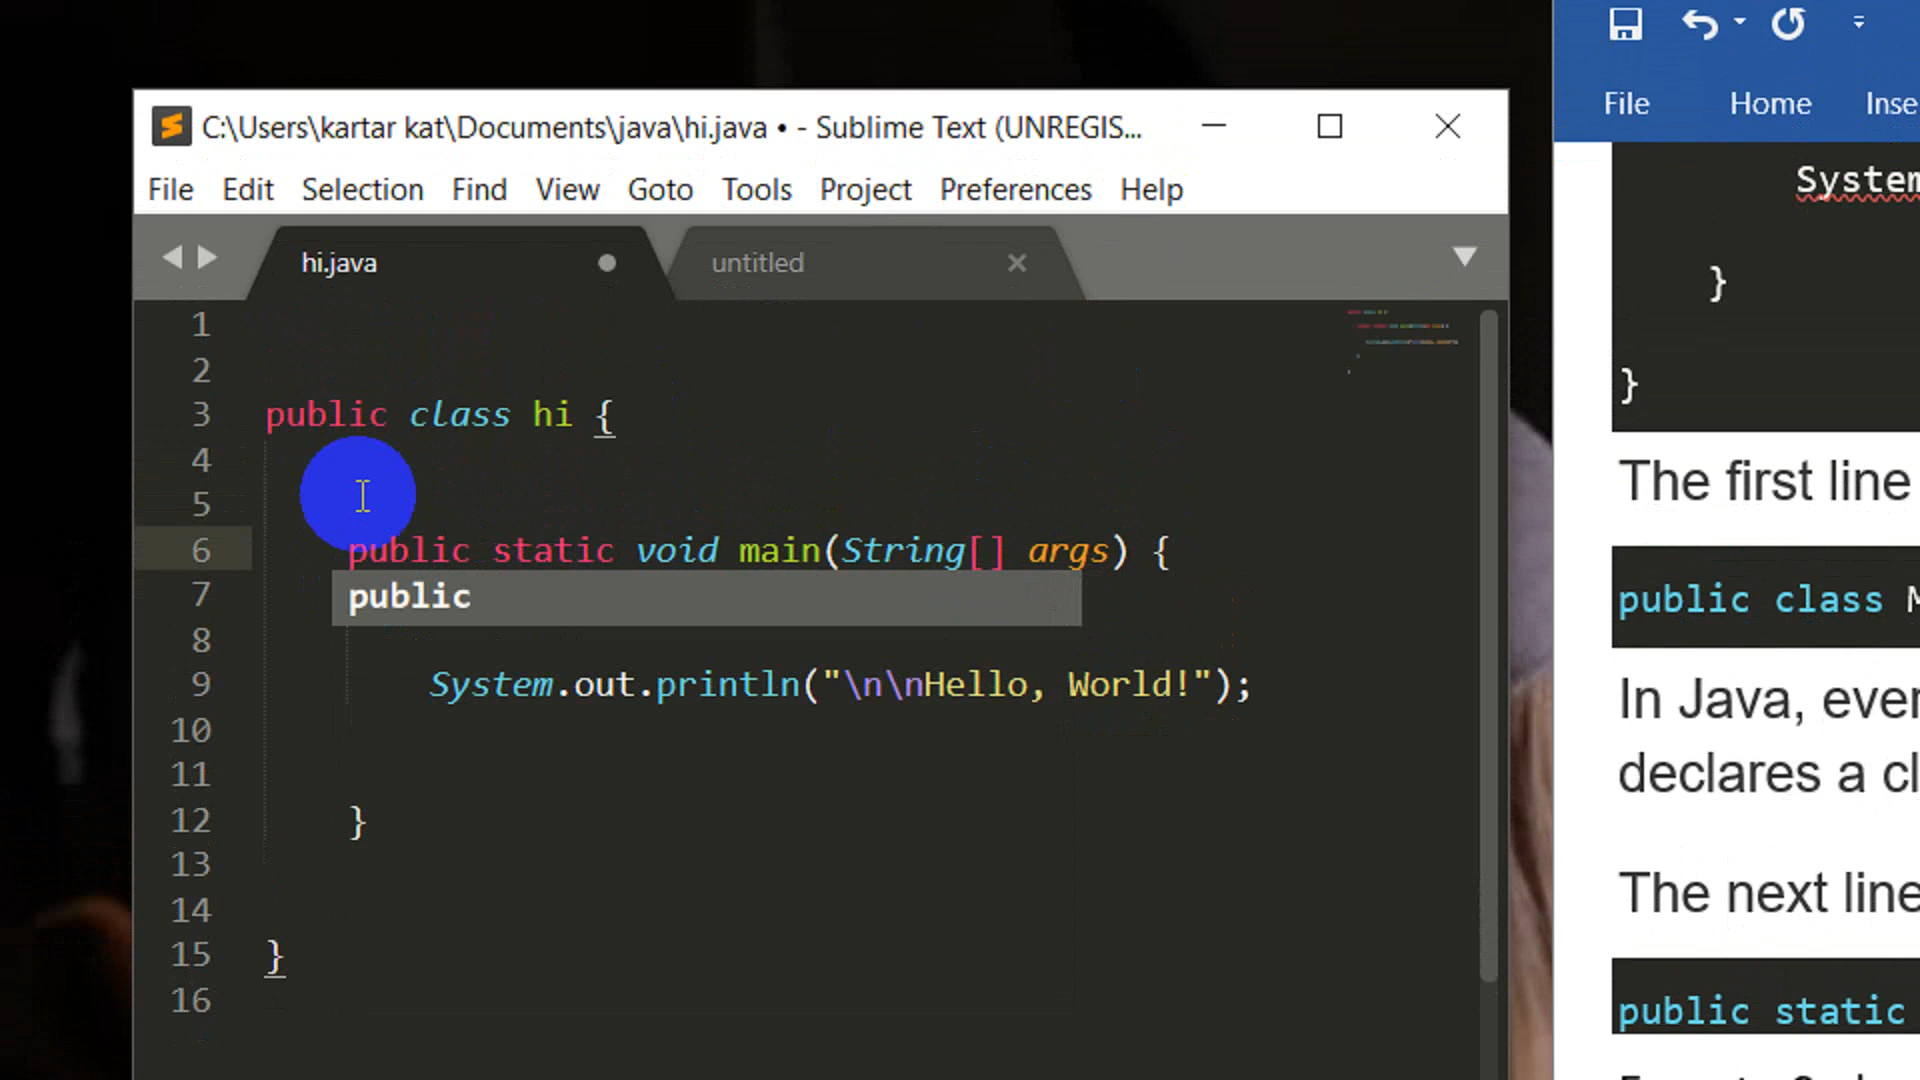 C:\Users\kartar kat\Documents\java\hi.java • - Sublime Text (UNREGIS...
File Edit Selection Find View Goto Tools Project Preferences Help
hi.java untitled
1
2
3 public class hi {
4
5
6 public static void main(String[] args) {
7 public
8
9 System.out.println("\n\nHello, World!");
10
11
12 }
13
14
15 }
16
File Home Inse
System
}
}
The first line
public class M
In Java, ever
declares a cl
The next line
public static